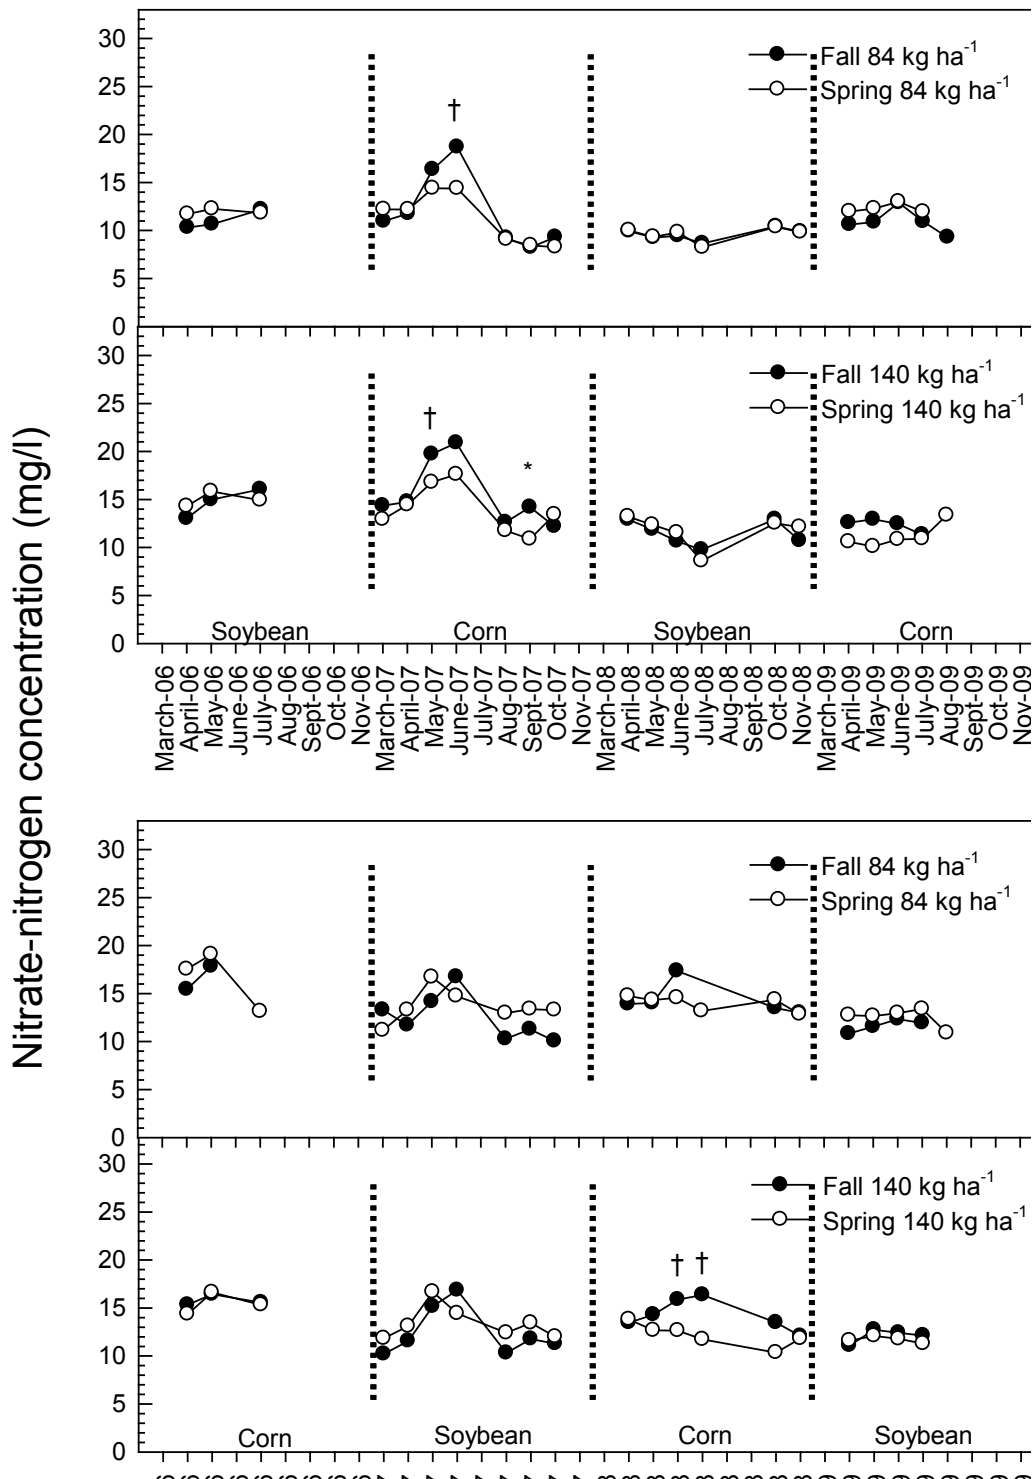 Nitrate-nitrogen concentration (mg/l)
30
25
20
15
10
5
0
Fall 84 kg ha⁻¹
Spring 84 kg ha⁻¹
†
30
25
20
15
10
5
0
Fall 140 kg ha⁻¹
Spring 140 kg ha⁻¹
†
*
Soybean Corn Soybean Corn
March-06
April-06
May-06
June-06
July-06
Aug-06
Sept-06
Oct-06
Nov-06
March-07
April-07
May-07
June-07
July-07
Aug-07
Sept-07
Oct-07
Nov-07
March-08
April-08
May-08
June-08
July-08
Aug-08
Sept-08
Oct-08
Nov-08
March-09
April-09
May-09
June-09
July-09
Aug-09
Sept-09
Oct-09
Nov-09
30
25
20
15
10
5
0
Fall 84 kg ha⁻¹
Spring 84 kg ha⁻¹
30
25
20
15
10
5
0
Fall 140 kg ha⁻¹
Spring 140 kg ha⁻¹
† †
Corn Soybean Corn Soybean